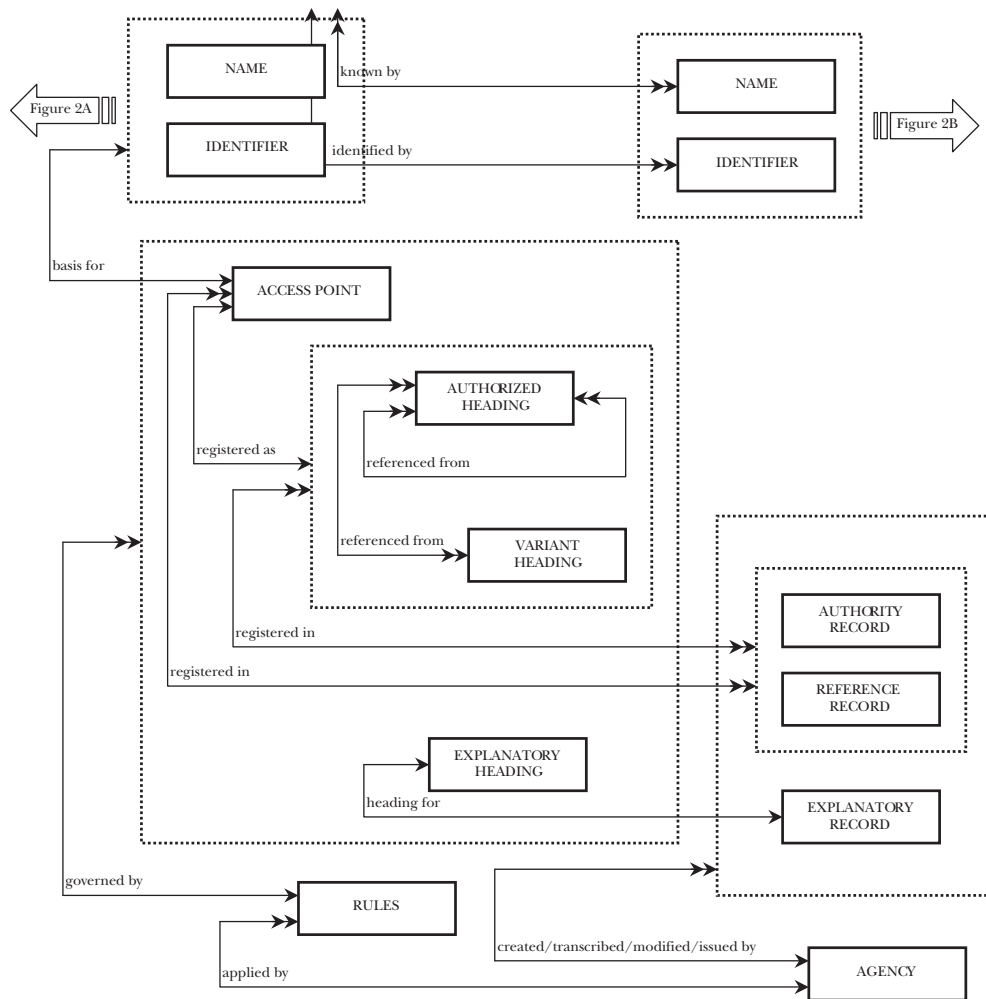 NAME
known by
NAME
Figure 2A
Figure 2B
IDENTIFIER
identified by
IDENTIFIER
basis for
ACCESS POINT
AUTHORIZED
HEADING
registered as
referenced from
referenced from
VARIANT
HEADING
AUTHORITY
RECORD
registered in
registered in
REFERENCE
RECORD
EXPLANATORY
HEADING
heading for
EXPLANATORY
RECORD
governed by
RULES
created/transcribed/modified/issued by
applied by
AGENCY